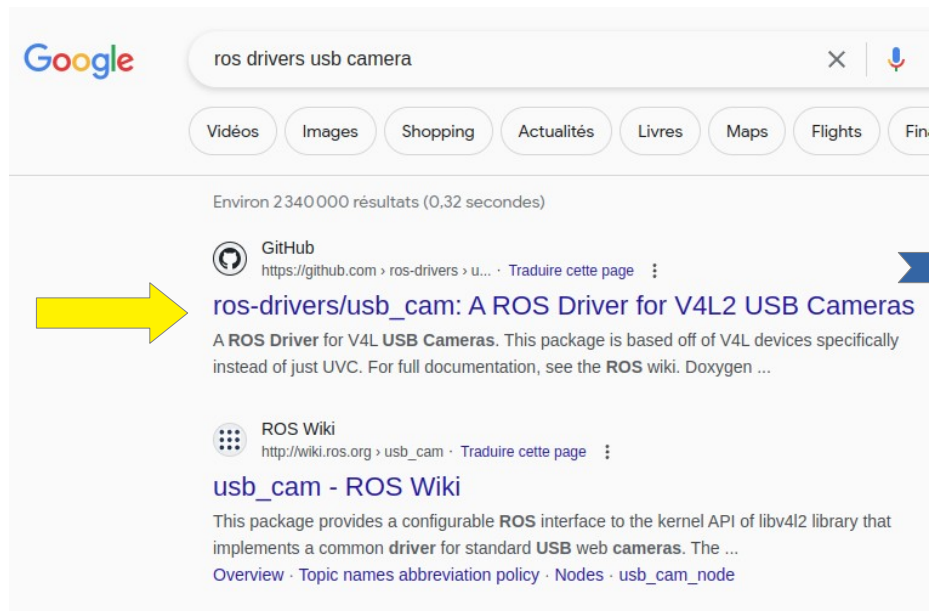 Google
ros drivers usb camera
Vidéos Images Shopping Actualités Livres Maps Flights Fin
Environ 2 340 000 résultats (0,32 secondes)
GitHub
https://github.com › ros-drivers › u... · Traduire cette page
ros-drivers/usb_cam: A ROS Driver for V4L2 USB Cameras
A ROS Driver for V4L USB Cameras. This package is based off of V4L devices specifically
instead of just UVC. For full documentation, see the ROS wiki. Doxygen ...
ROS Wiki
http://wiki.ros.org › usb_cam · Traduire cette page
usb_cam - ROS Wiki
This package provides a configurable ROS interface to the kernel API of libv4l2 library that
implements a common driver for standard USB web cameras. The ...
Overview · Topic names abbreviation policy · Nodes · usb_cam_node